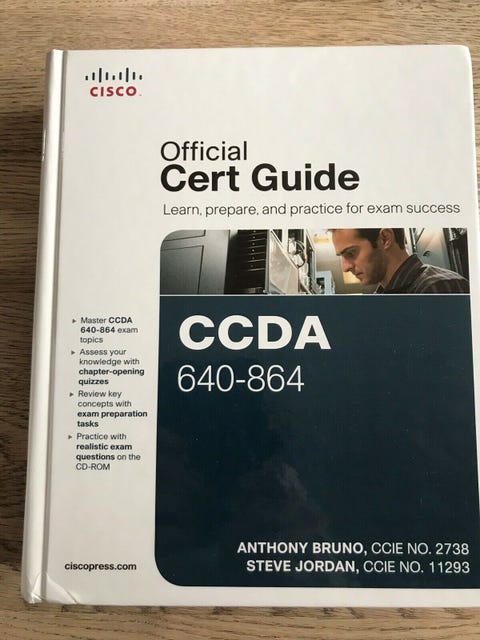 CISCO
Official
Cert Guide
Learn, prepare, and practice for exam success
▸ Master CCDA
640-864 exam
topics
▸ Assess your
knowledge with
chapter-opening
quizzes
▸ Review key
concepts with
exam preparation
tasks
▸ Practice with
realistic exam
questions on the
CD-ROM
CCDA
640-864
ciscopress.com
ANTHONY BRUNO, CCIE NO. 2738
STEVE JORDAN, CCIE NO. 11293